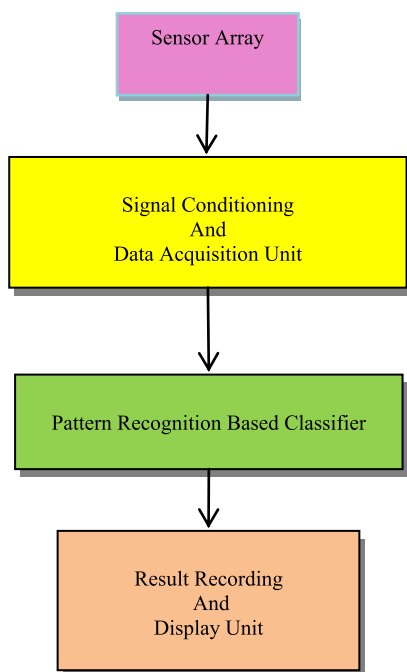 Sensor Array
Signal Conditioning
And
Data Acquisition Unit
Pattern Recognition Based Classifier
Result Recording
And
Display Unit